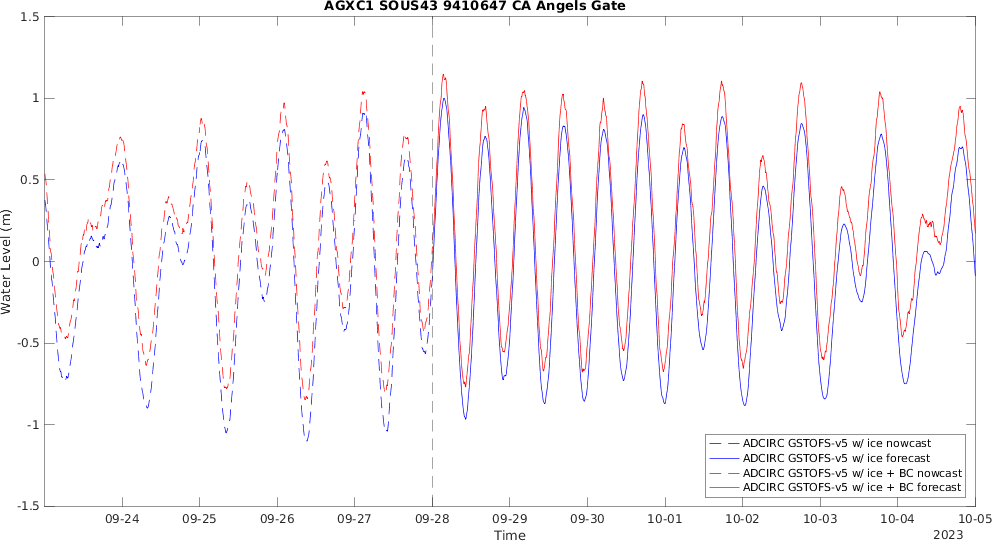 AGXC1 SOUS43 9410647 CA Angels Gate
1.5
1
0.5
0
-0.5
-1
-1.5
Water Level (m)
09-24 09-25 09-26 09-27 09-28 09-29 09-30 10-01 10-02 10-03 10-04 10-05
Time
2023
ADCIRC GSTOFS-v5 w/ ice nowcast
ADCIRC GSTOFS-v5 w/ ice forecast
ADCIRC GSTOFS-v5 w/ ice + BC nowcast
ADCIRC GSTOFS-v5 w/ ice + BC forecast